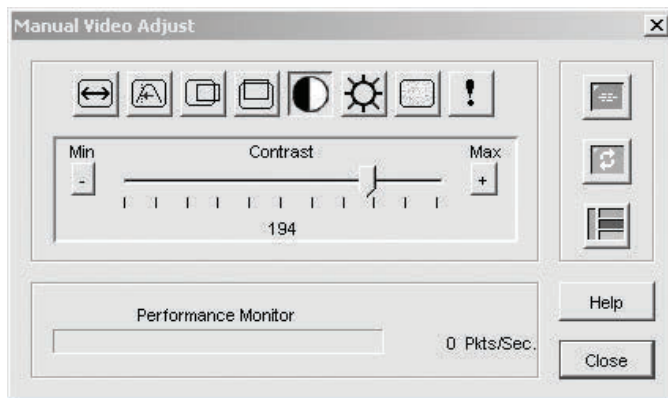 Manual Video Adjust
Min Contrast Max
- +
194
Performance Monitor
0 Pkts/Sec.
Help
Close